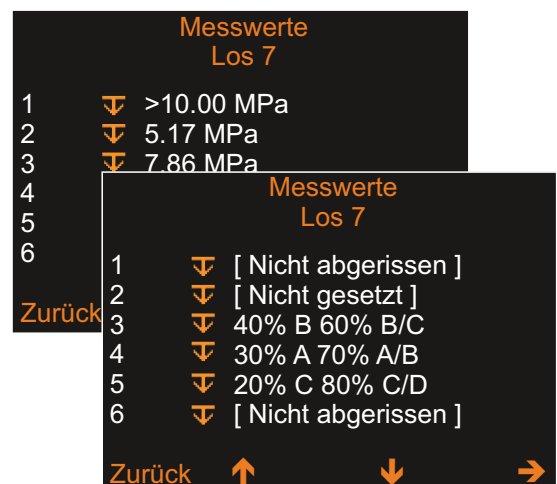 Messwerte
Los 7
1 >10.00 MPa
2 5.17 MPa
3 7.86 MPa
4
5
6
Zurück
Messwerte
Los 7
1 [ Nicht abgerissen ]
2 [ Nicht gesetzt ]
3 40% B 60% B/C
4 30% A 70% A/B
5 20% C 80% C/D
6 [ Nicht abgerissen ]
Zurück